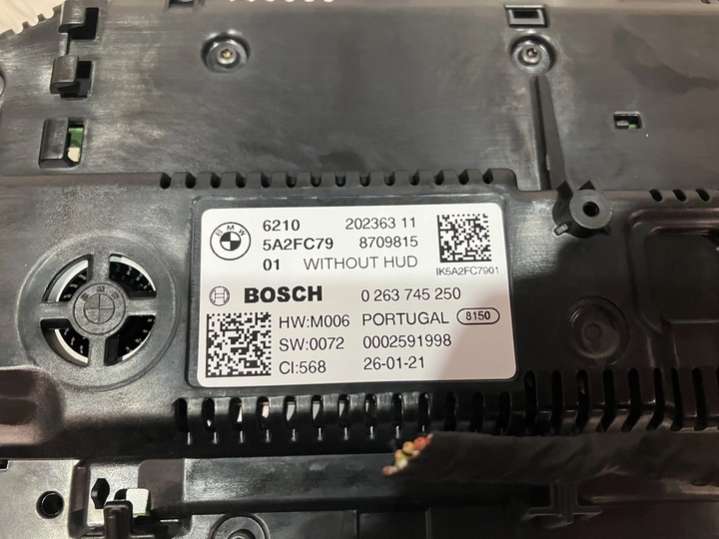 BMW
6210 202363 11
5A2FC79 8709815
01 WITHOUT HUD
IK5A2FC7901
BOSCH 0 263 745 250
HW:M006 PORTUGAL 8150
SW:0072 0002591998
CI:568 26-01-21